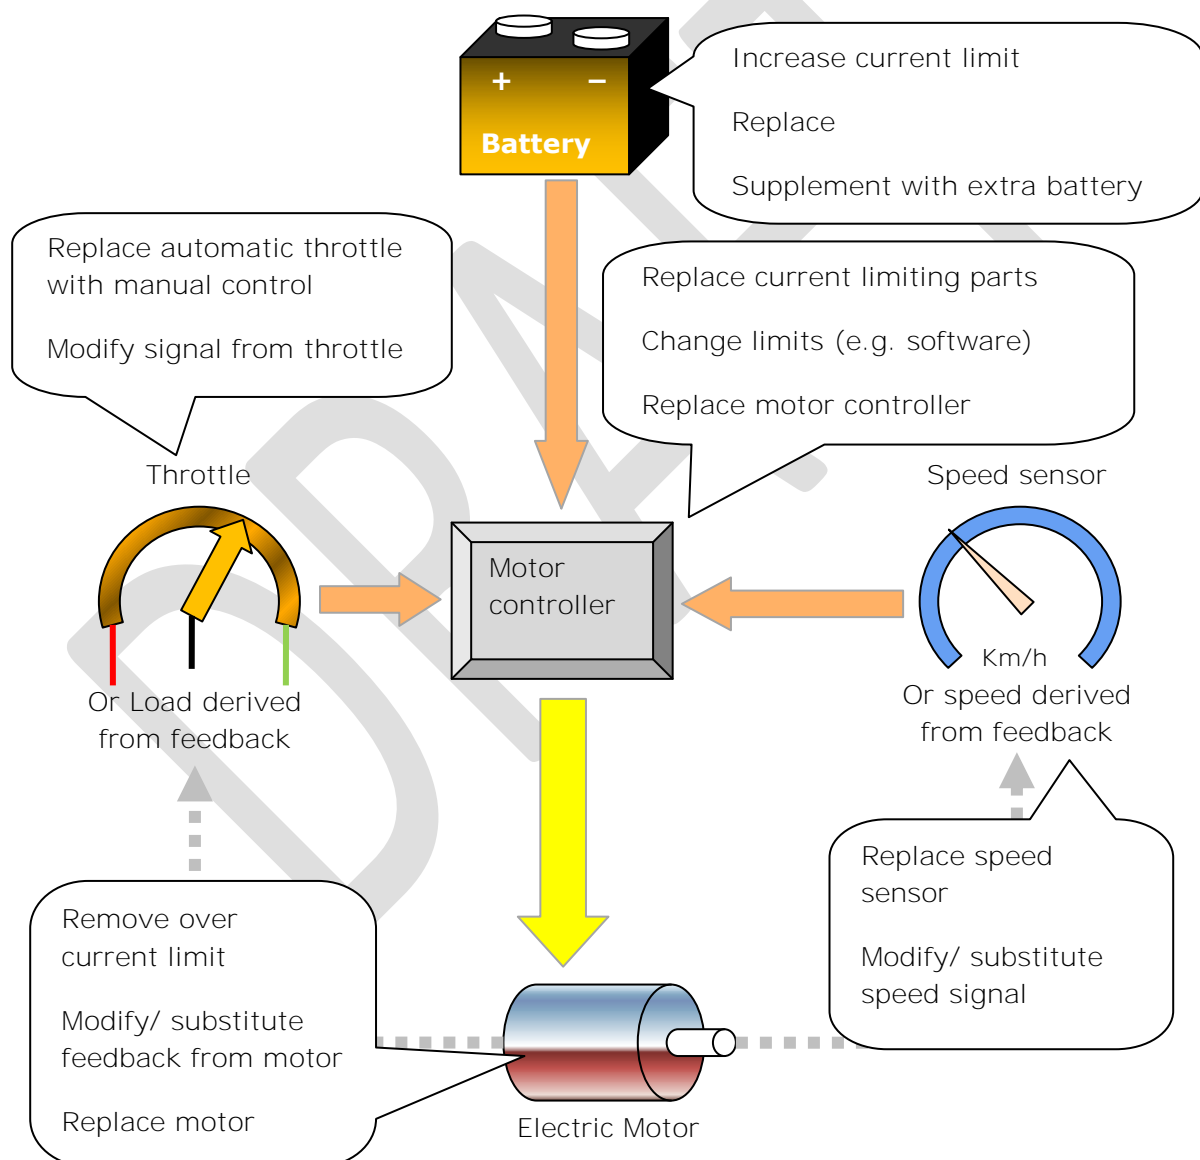 + −
Battery
Increase current limit
Replace
Supplement with extra battery
Replace automatic throttle
with manual control
Modify signal from throttle
Replace current limiting parts
Change limits (e.g. software)
Replace motor controller
Throttle
Speed sensor
Motor
controller
Km/h
Or Load derived
from feedback
Or speed derived
from feedback
Replace speed
sensor
Modify/ substitute
speed signal
Remove over
current limit
Modify/ substitute
feedback from motor
Replace motor
Electric Motor
DRAFT